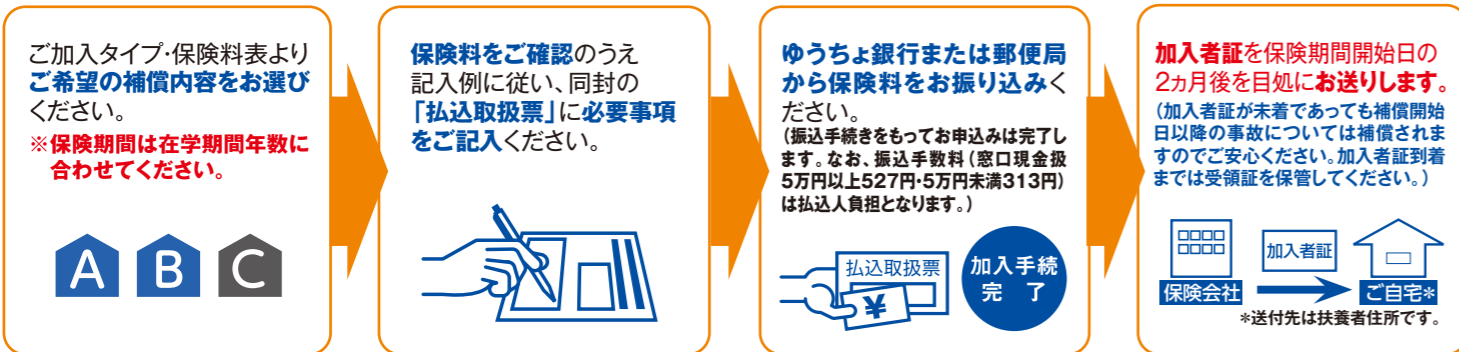 ご加入タイプ・保険料表より
ご希望の補償内容をお選び
ください。
※保険期間は在学期間年数に
合わせてください。
A B C
保険料をご確認のうえ
記入例に従い、同封の
「払込取扱票」に必要事項
をご記入ください。
ゆうちょ銀行または郵便局
から保険料をお振り込みく
ださい。
(振込手続きをもってお申込みは完了し
ます。なお、振込手数料(窓口現金扱
5万円以上527円・5万円未満313円)
は払込人負担となります。)
払込取扱票
¥
加入手続
完 了
加入者証を保険期間開始日の
2ヵ月後を目処にお送りします。
(加入者証が未着であっても補償開始
日以降の事故については補償されま
すのでご安心ください。加入者証到着
までは受領証を保管してください。)
加入者証
保険会社
ご自宅*
*送付先は扶養者住所です。